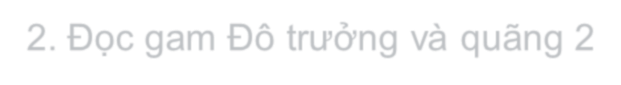 2. Đọc gam Đô trưởng và quãng 2